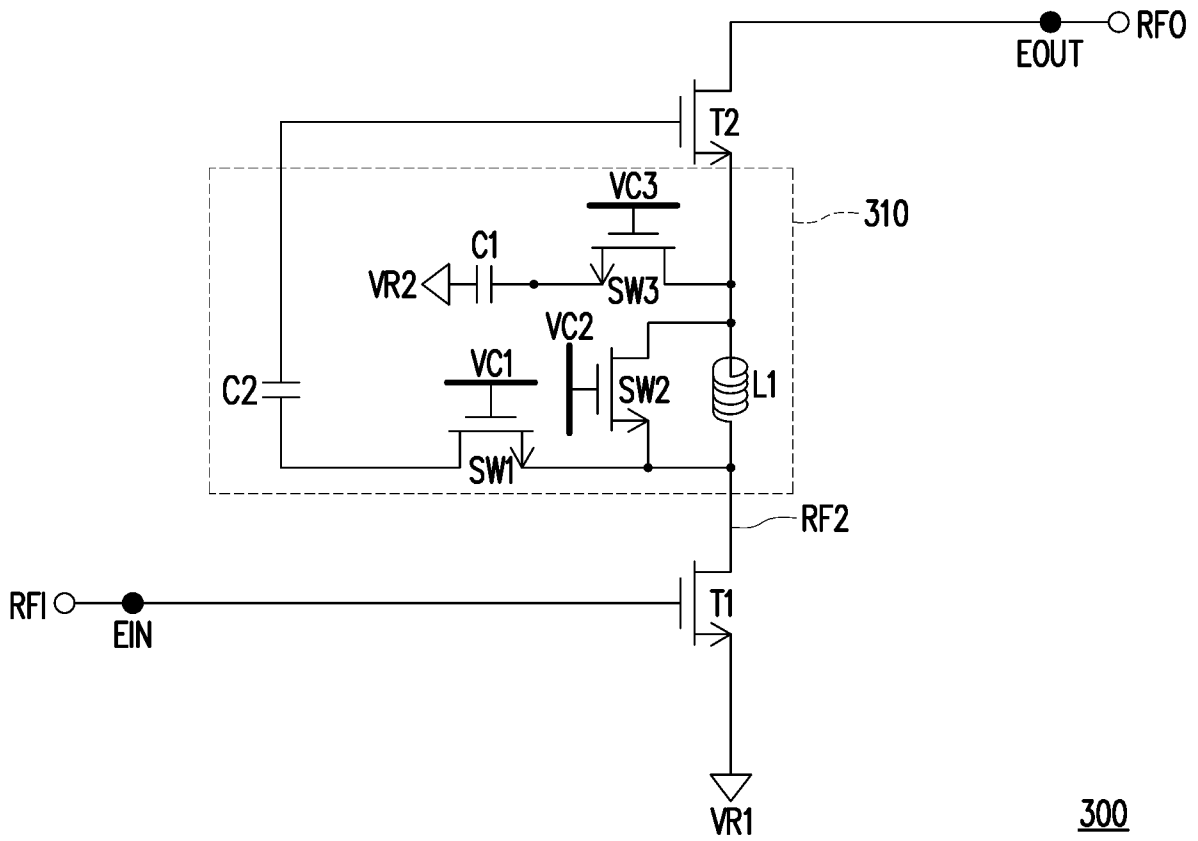 RFO
EOUT
T2
VC3
310
C1
VR2
SW3
VC2
VC1
C2
SW2
L1
SW1
RF2
RFI
T1
EIN
VR1
300